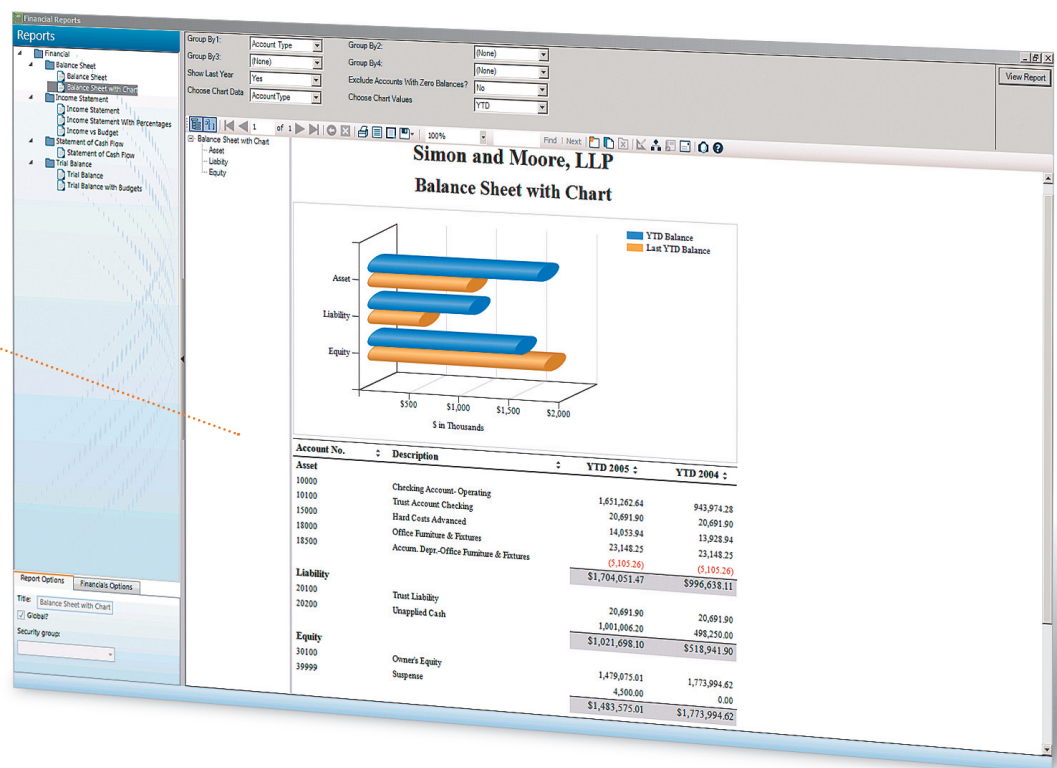 Financial Reports
Reports
Financial
Balance Sheet
Balance Sheet
Balance Sheet with Chart
Income Statement
Income Statement
Income Statement With Percentages
Income vs Budget
Statement of Cash Flow
Statement of Cash Flow
Trial Balance
Trial Balance
Trial Balance with Budgets
Report Options
Financials Options
Title: Balance Sheet with Chart
Global?
Security group:
Group By1: Account Type Group By2: (None)
Group By3: (None) Group By4: (None)
Show Last Year Yes Exclude Accounts With Zero Balances? No
Choose Chart Data AccountType Choose Chart Values YTD
View Report
1 of 1 100% Find | Next
Balance Sheet with Chart
Asset
Liabity
Equity
Simon and Moore, LLP
Balance Sheet with Chart
YTD Balance
Last YTD Balance
Asset
Liability
Equity
$500 $1,000 $1,500 $2,000
$ in Thousands
Account No. Description YTD 2005 YTD 2004
Asset
10000 Checking Account- Operating 1,651,262.64 943,974.28
10100 Trust Account Checking 20,691.90 20,691.90
15000 Hard Costs Advanced 14,053.94 13,928.94
18000 Office Furniture & Fixtures 23,148.25 23,148.25
18500 Accum. Depr.-Office Furniture & Fixtures (5,105.26) (5,105.26)
$1,704,051.47 $996,638.11
Liability
20100 Trust Liability 20,691.90 20,691.90
20200 Unapplied Cash 1,001,006.20 498,250.00
$1,021,698.10 $518,941.90
Equity
30100 Owner's Equity 1,479,075.01 1,773,994.62
39999 Suspense 4,500.00 0.00
$1,483,575.01 $1,773,994.62